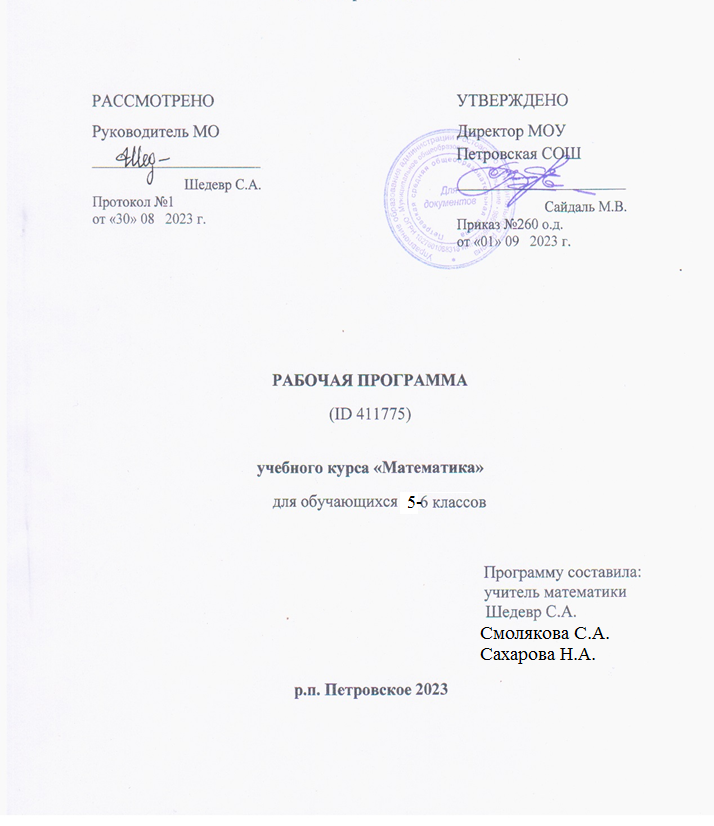 РАССМОТРЕНО
Руководитель МО
Шедевр С.А.
Протокол №1
от «30» 08 2023 г.
УТВЕРЖДЕНО
Директор МОУ
Петровская СОШ
Для
документов
Сайдаль М.В.
Приказ №260 о.д.
от «01» 09 2023 г.
РАБОЧАЯ ПРОГРАММА
(ID 411775)
учебного курса «Математика»
для обучающихся 5-6 классов
Программу составила:
учитель математики
Шедевр С.А.
Смолякова С.А.
Сахарова Н.А.
р.п. Петровское 2023